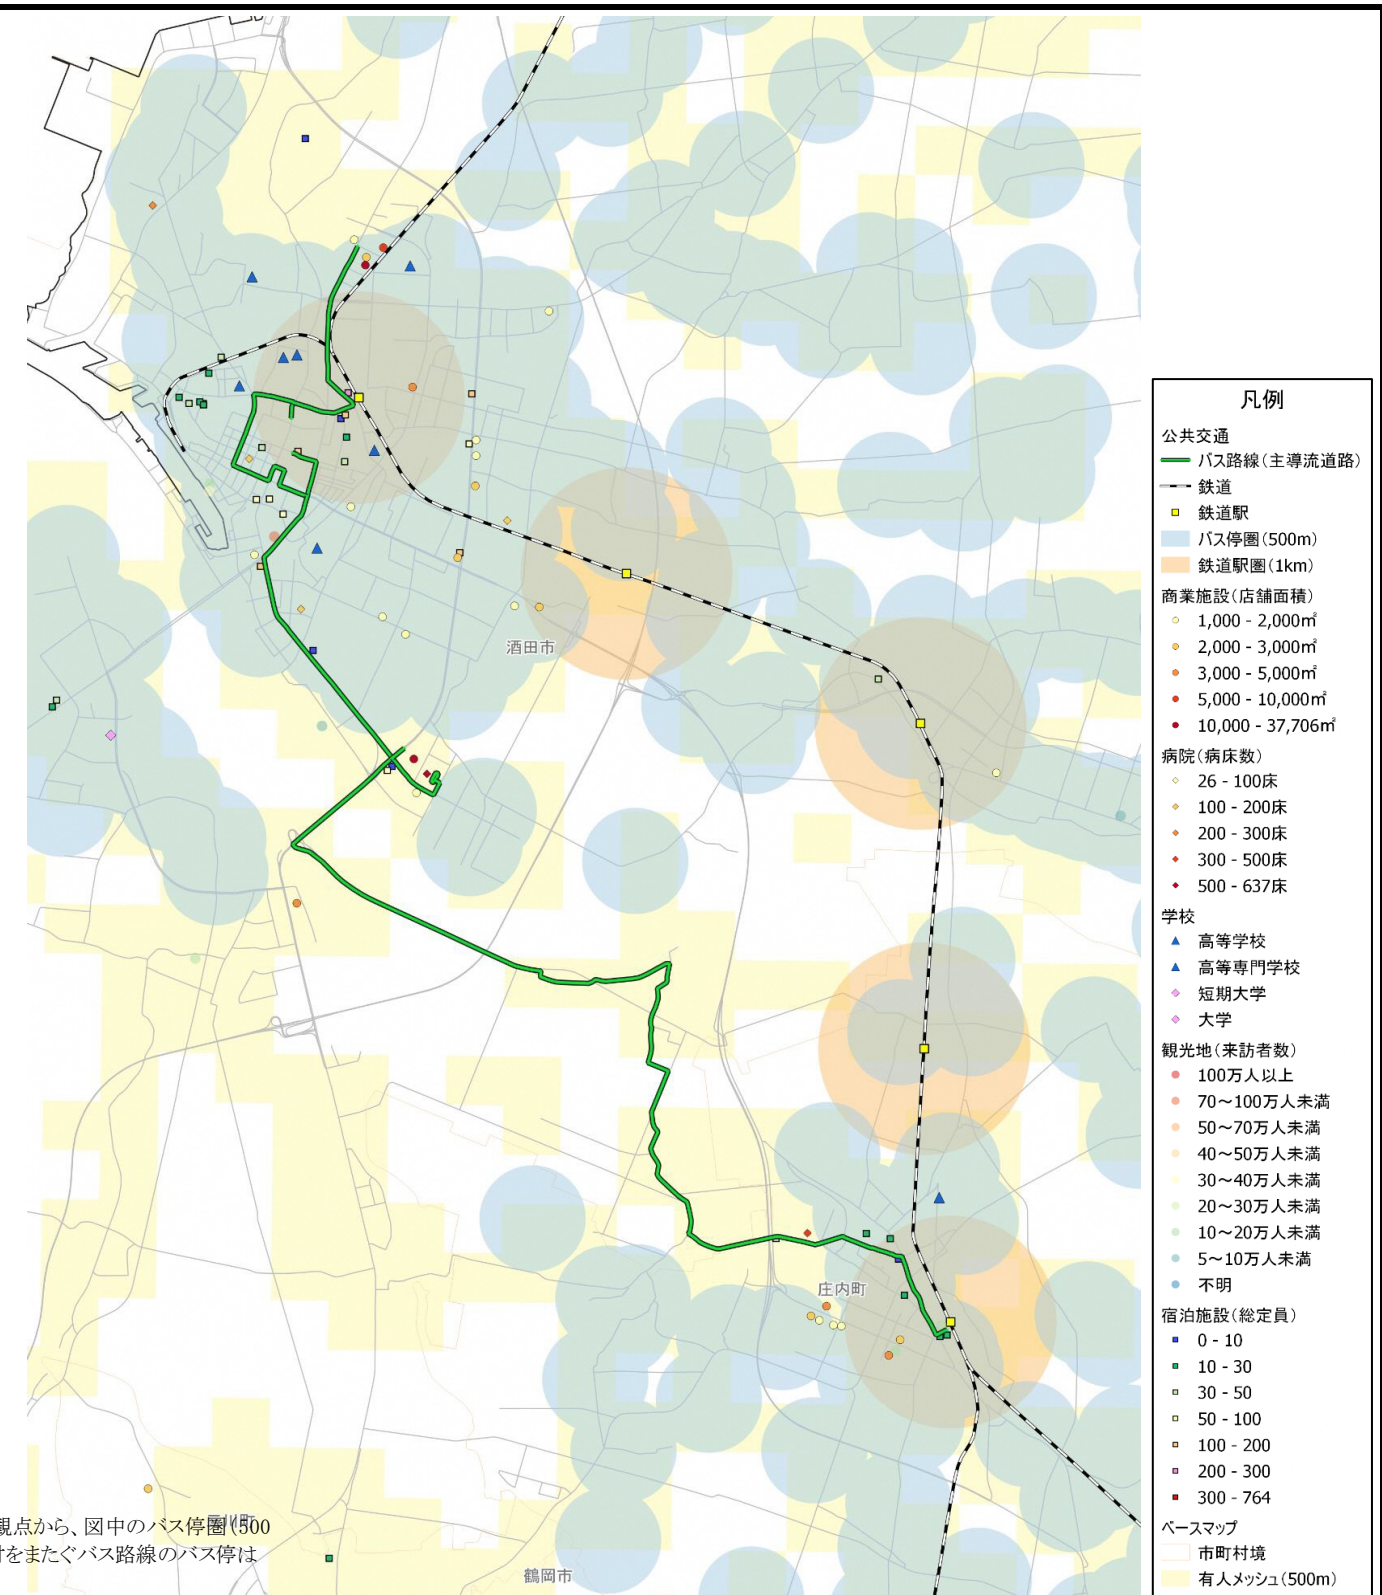 酒田市
庄内町
鶴岡市
観点から、図中のバス停圏(500
をまたぐバス路線のバス停は
凡例
公共交通
バス路線(主導流道路)
鉄道
鉄道駅
バス停圏(500m)
鉄道駅圏(1km)
商業施設(店舗面積)
1,000 - 2,000㎡
2,000 - 3,000㎡
3,000 - 5,000㎡
5,000 - 10,000㎡
10,000 - 37,706㎡
病院(病床数)
26 - 100床
100 - 200床
200 - 300床
300 - 500床
500 - 637床
学校
高等学校
高等専門学校
短期大学
大学
観光地(来訪者数)
100万人以上
70～100万人未満
50～70万人未満
40～50万人未満
30～40万人未満
20～30万人未満
10～20万人未満
5～10万人未満
不明
宿泊施設(総定員)
0 - 10
10 - 30
30 - 50
50 - 100
100 - 200
200 - 300
300 - 764
ベースマップ
市町村境
有人メッシュ(500m)